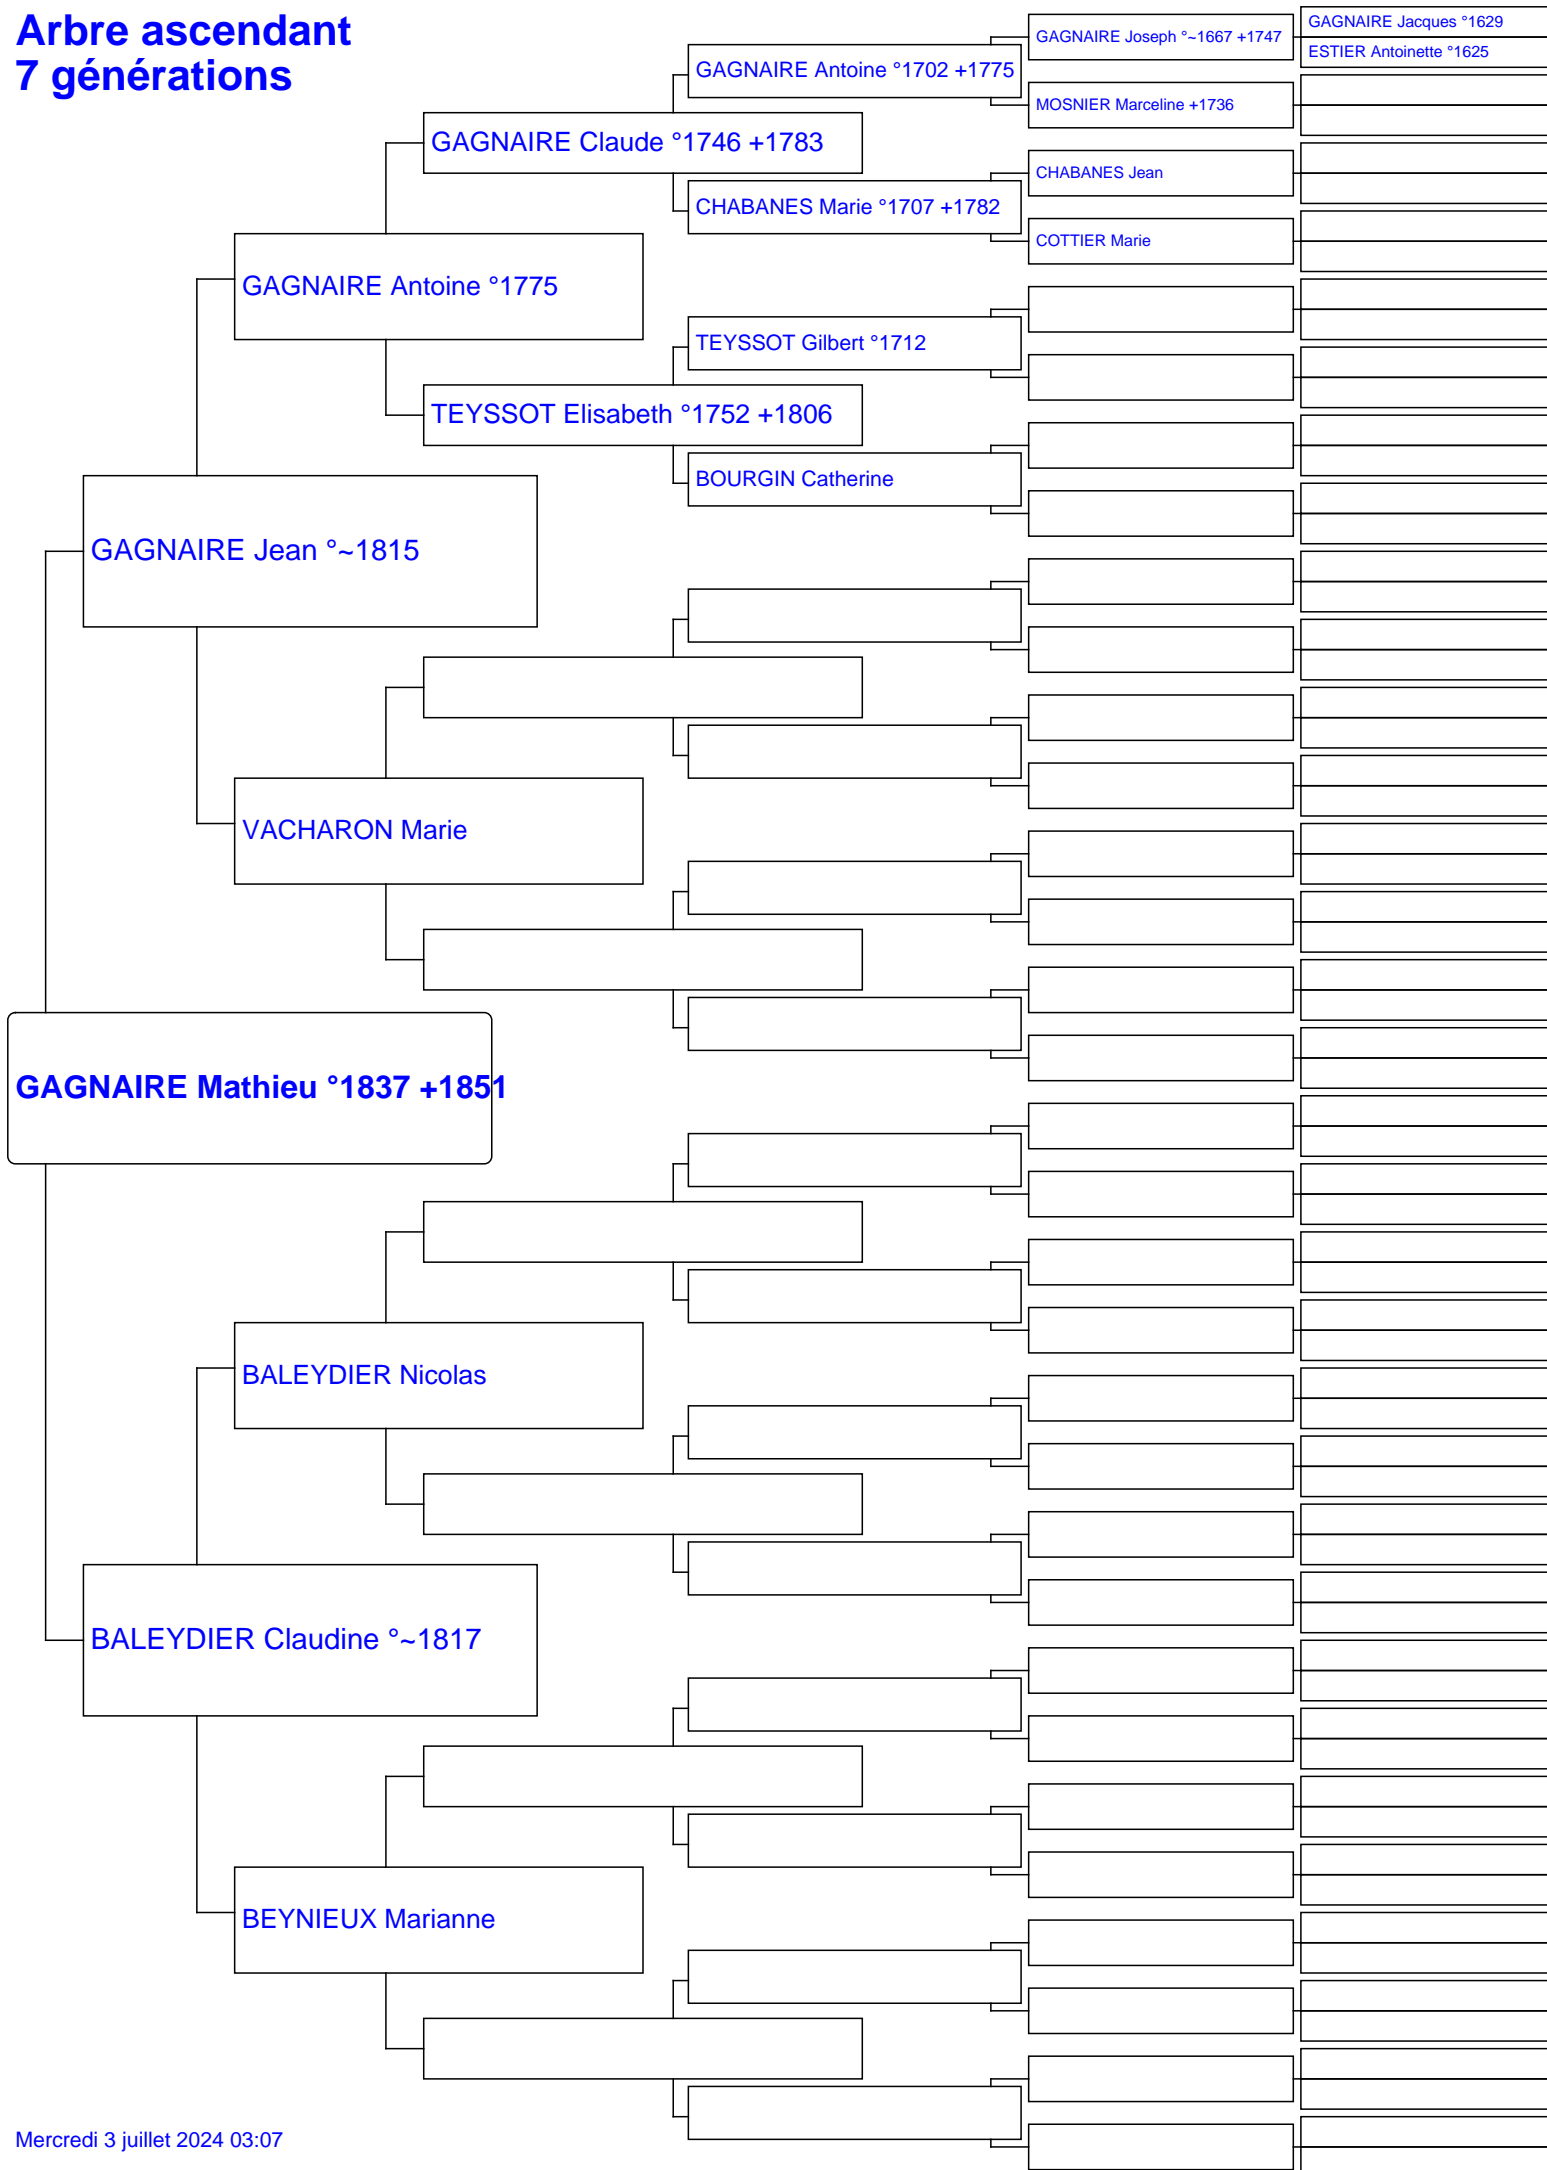 Arbre ascendant
7 générations
GAGNAIRE Jacques °1629
GAGNAIRE Joseph °~1667 +1747
ESTIER Antoinette °1625
GAGNAIRE Antoine °1702 +1775
MOSNIER Marceline +1736
GAGNAIRE Claude °1746 +1783
CHABANES Jean
CHABANES Marie °1707 +1782
COTTIER Marie
GAGNAIRE Antoine °1775
TEYSSOT Gilbert °1712
TEYSSOT Elisabeth °1752 +1806
BOURGIN Catherine
GAGNAIRE Jean °~1815
VACHARON Marie
GAGNAIRE Mathieu °1837 +1851
BALEYDIER Nicolas
BALEYDIER Claudine °~1817
BEYNIEUX Marianne
Mercredi 3 juillet 2024 03:07